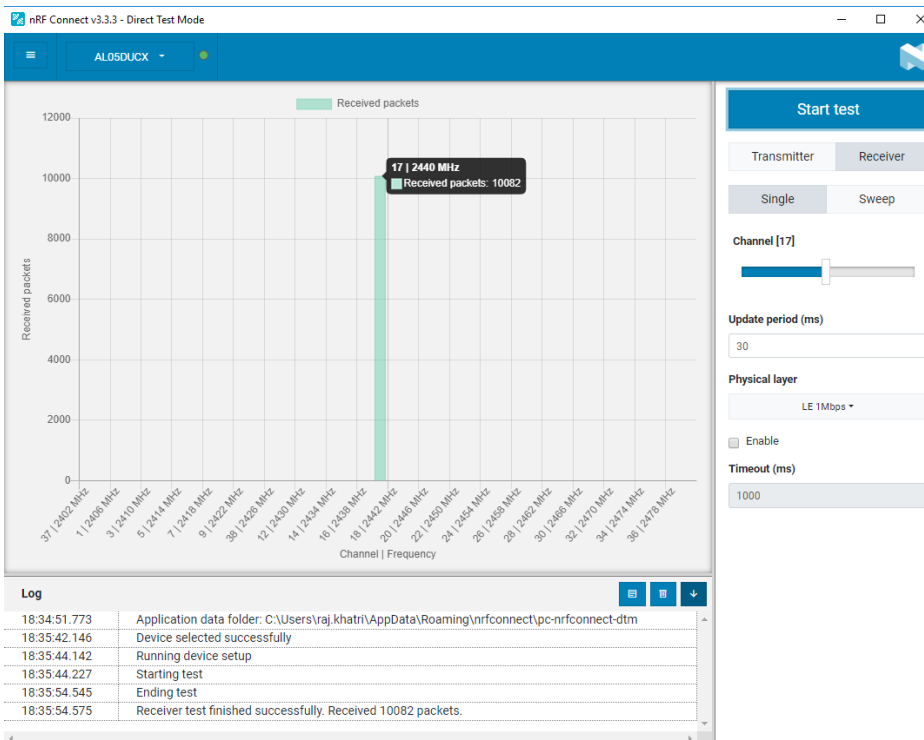 nRF Connect v3.3.3 - Direct Test Mode
AL05DUCX
Received packets
12000
10000
8000
6000
4000
2000
0
Received packets
17 | 2440 MHz
Received packets: 10082
37 | 2402 MHz
1 | 2406 MHz
3 | 2410 MHz
5 | 2414 MHz
7 | 2418 MHz
9 | 2422 MHz
38 | 2426 MHz
12 | 2430 MHz
14 | 2434 MHz
16 | 2438 MHz
18 | 2442 MHz
20 | 2446 MHz
22 | 2450 MHz
24 | 2454 MHz
26 | 2458 MHz
28 | 2462 MHz
30 | 2466 MHz
32 | 2470 MHz
34 | 2474 MHz
36 | 2478 MHz
Channel | Frequency
Start test
Transmitter Receiver
Single Sweep
Channel [17]
Update period (ms)
30
Physical layer
LE 1Mbps
Enable
Timeout (ms)
1000
Log
18:34:51.773 Application data folder: C:\Users\raj.khatri\AppData\Roaming\nrfconnect\pc-nrfconnect-dtm
18:35:42.146 Device selected successfully
18:35:44.142 Running device setup
18:35:44.227 Starting test
18:35:54.545 Ending test
18:35:54.575 Receiver test finished successfully. Received 10082 packets.